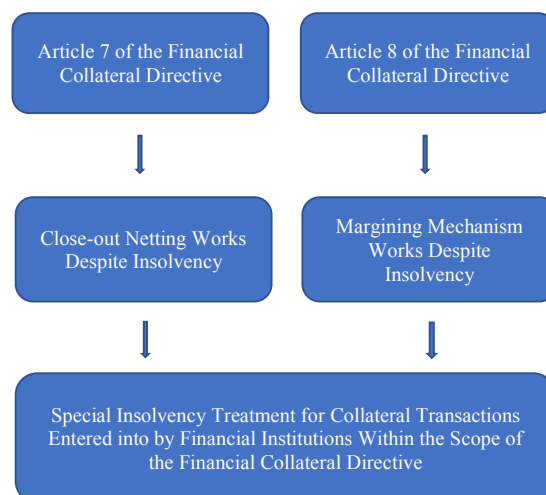 Article 7 of the Financial
Collateral Directive
Article 8 of the Financial
Collateral Directive
Close-out Netting Works
Despite Insolvency
Margining Mechanism
Works Despite
Insolvency
Special Insolvency Treatment for Collateral Transactions
Entered into by Financial Institutions Within the Scope of
the Financial Collateral Directive